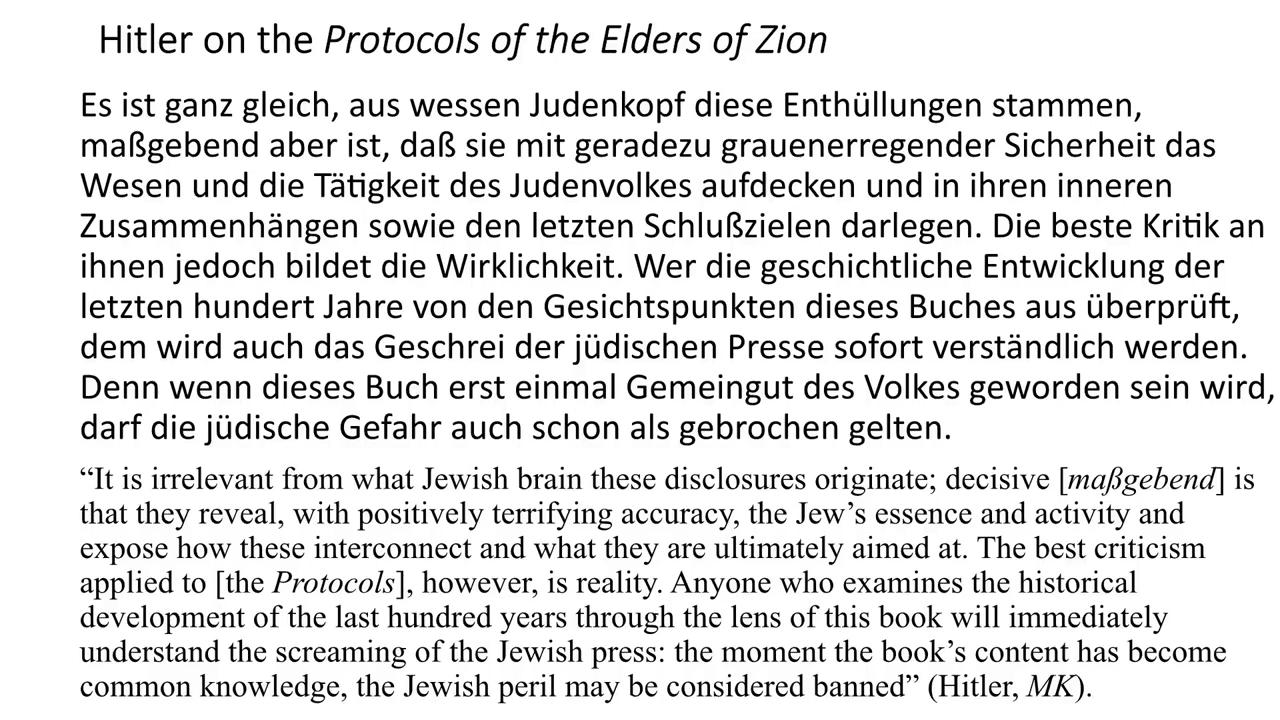 Hitler on the Protocols of the Elders of Zion
Es ist ganz gleich, aus wessen Judenkopf diese Enthüllungen stammen,
maßgebend aber ist, daß sie mit geradezu grauenerregender Sicherheit das
Wesen und die Tätigkeit des Judenvolkes aufdecken und in ihren inneren
Zusammenhängen sowie den letzten Schlußzielen darlegen. Die beste Kritik an
ihnen jedoch bildet die Wirklichkeit. Wer die geschichtliche Entwicklung der
letzten hundert Jahre von den Gesichtspunkten dieses Buches aus überprüft,
dem wird auch das Geschrei der jüdischen Presse sofort verständlich werden.
Denn wenn dieses Buch erst einmal Gemeingut des Volkes geworden sein wird,
darf die jüdische Gefahr auch schon als gebrochen gelten.
“It is irrelevant from what Jewish brain these disclosures originate; decisive [maßgebend] is
that they reveal, with positively terrifying accuracy, the Jew’s essence and activity and
expose how these interconnect and what they are ultimately aimed at. The best criticism
applied to [the Protocols], however, is reality. Anyone who examines the historical
development of the last hundred years through the lens of this book will immediately
understand the screaming of the Jewish press: the moment the book’s content has become
common knowledge, the Jewish peril may be considered banned” (Hitler, MK).